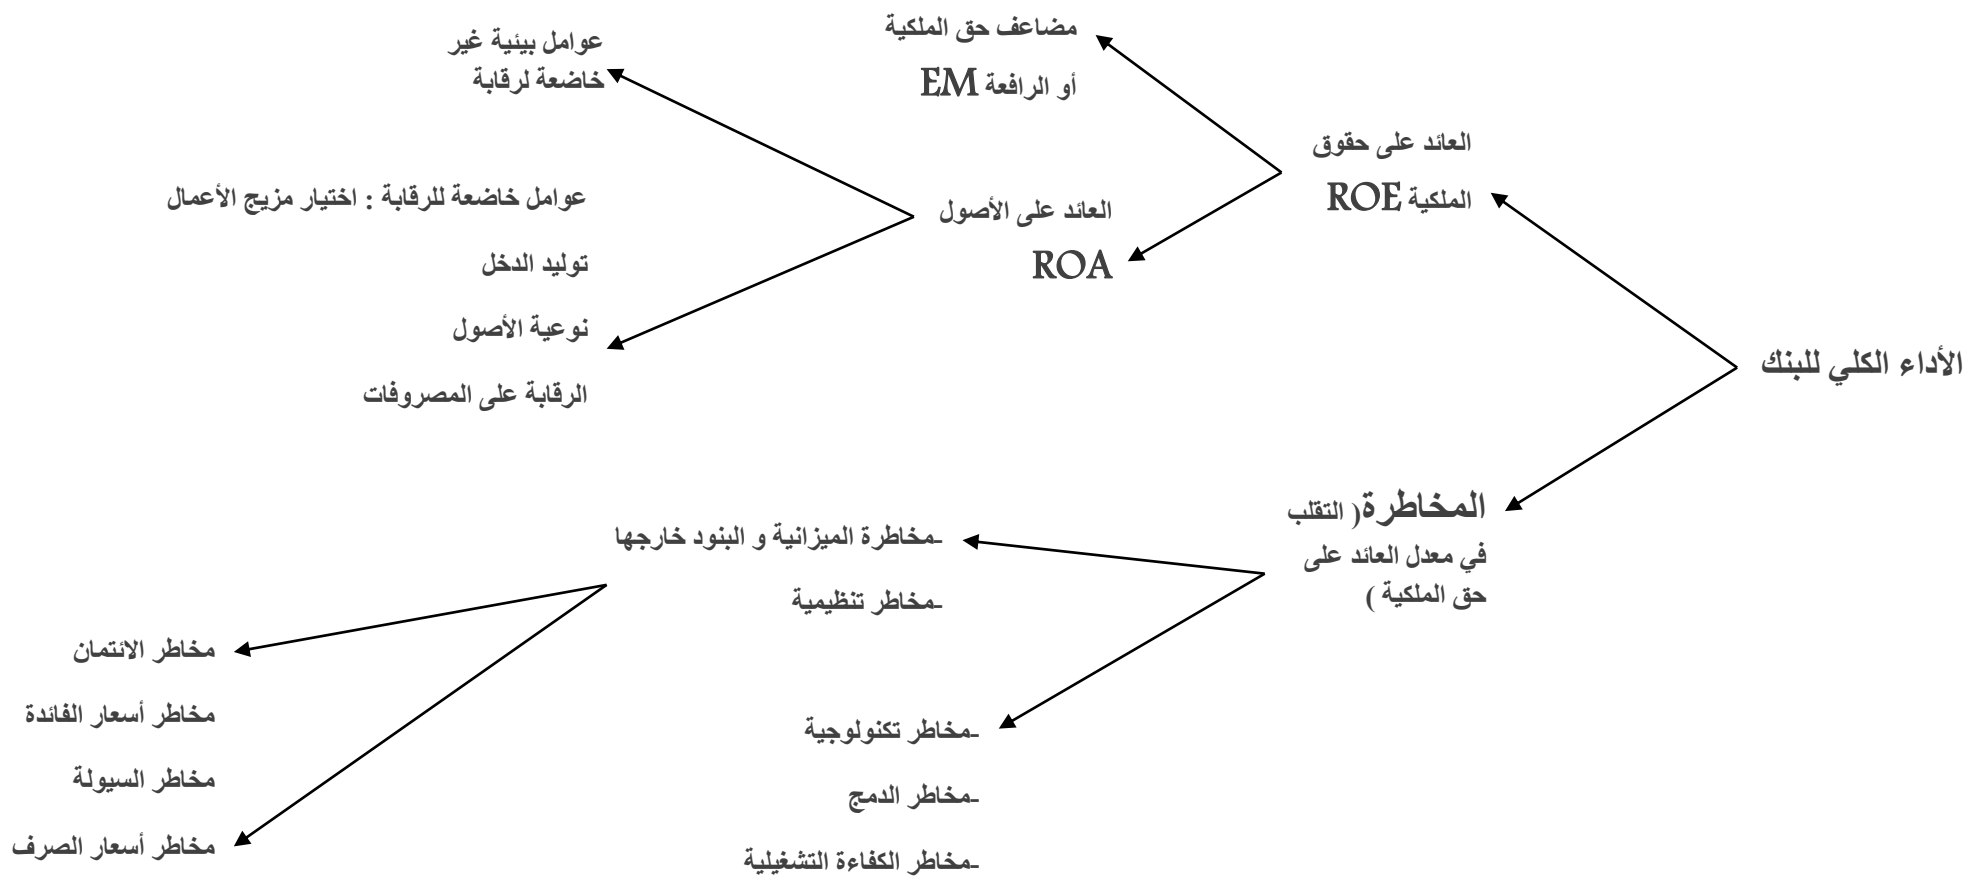 الأداء الكلي للبنك
العائد على حقوق
الملكية ROE
مضاعف حق الملكية
أو الرافعة EM
العائد على الأصول
ROA
عوامل بيئية غير
خاضعة لرقابة
عوامل خاضعة للرقابة : اختيار مزيج الأعمال
توليد الدخل
نوعية الأصول
الرقابة على المصروفات
المخاطرة( التقلب
في معدل العائد على
حق الملكية )
-مخاطرة الميزانية و البنود خارجها
-مخاطر تنظيمية
-مخاطر تكنولوجية
-مخاطر الدمج
-مخاطر الكفاءة التشغيلية
مخاطر الائتمان
مخاطر أسعار الفائدة
مخاطر السيولة
مخاطر أسعار الصرف